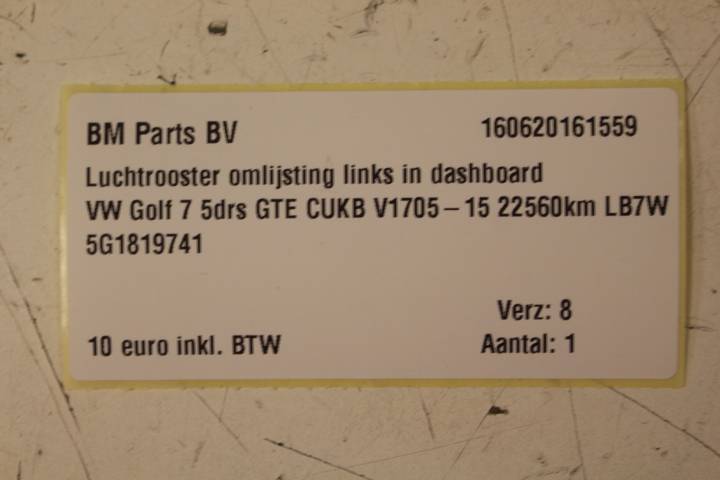 BM Parts BV 160620161559
Luchtrooster omlijsting links in dashboard
VW Golf 7 5drs GTE CUKB V1705-15 22560km LB7W
5G1819741
Verz: 8
10 euro inkl. BTW Aantal: 1